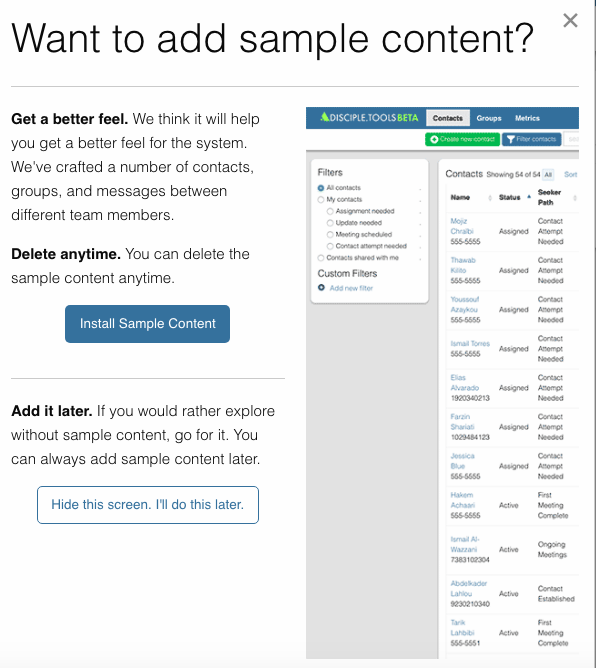 Want to add sample content?
Get a better feel. We think it will help
you get a better feel for the system.
We've crafted a number of contacts,
groups, and messages between
different team members.
Delete anytime. You can delete the
sample content anytime.
Install Sample Content
Add it later. If you would rather explore
without sample content, go for it. You
can always add sample content later.
Hide this screen. I'll do this later.
DISCIPLE.TOOLS BETA Contacts Groups Metrics
Create new contact Filter contacts
Filters
All contacts
My contacts
Assignment needed
Update needed
Meeting scheduled
Contact attempt needed
Contacts shared with me
Custom Filters
Add new filter
Contacts Showing 54 of 54 All Sort
Name Status Seeker
Path
Mojiz
Chralbi
555-5555
Assigned
Contact
Attempt
Needed
Thawab
Kilito
555-5555
Assigned
Contact
Attempt
Needed
Youssouf
Azaykou
555-5555
Assigned
Contact
Attempt
Needed
Ismail Torres
555-5555
Assigned
Contact
Attempt
Needed
Elias
Alvarado
1920340213
Assigned
Contact
Attempt
Needed
Farzin
Shariati
1029484123
Assigned
Contact
Attempt
Needed
Jessica
Blue
555-5555
Assigned
Contact
Attempt
Needed
Hakem
Achaari
555-5555
Active
First
Meeting
Complete
Ismail Al-
Wazzani
7383102304
Active
Ongoing
Meetings
Abdelkader
Lahlou
9230210340
Active
Contact
Established
Tarik
Lahbibi
555-5551
Active
First
Meeting
Complete